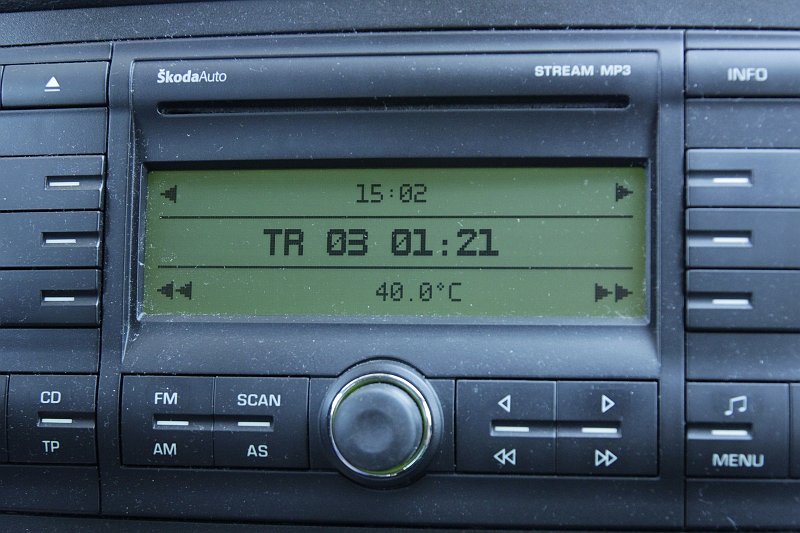 ŠkodaAuto STREAM MP3
INFO
15:02
TR 03 01:21
40.0°C
CD FM SCAN
TP AM AS MENU